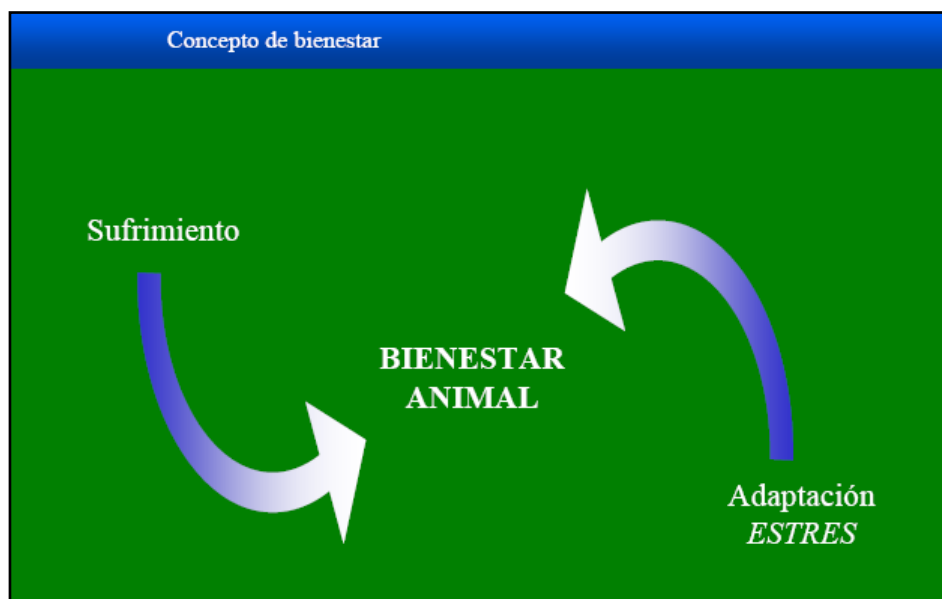 Concepto de bienestar
Sufrimiento
BIENESTAR
ANIMAL
Adaptación
ESTRES